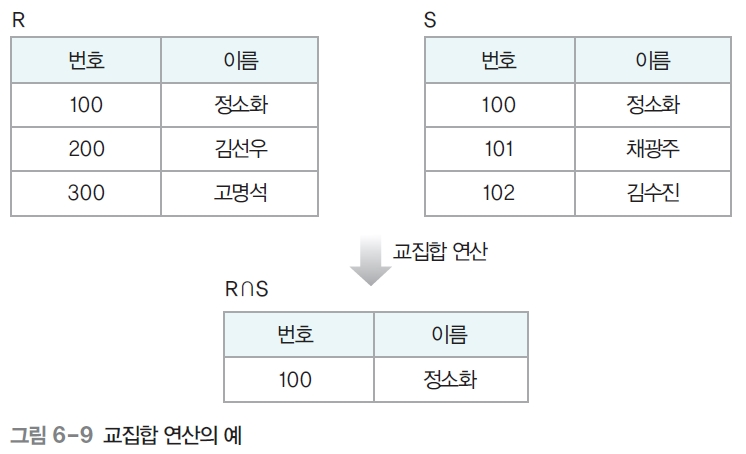 R
번호 이름
100 정소화
200 김선우
300 고명석
S
번호 이름
100 정소화
101 채광주
102 김수진
교집합 연산
R∩S
번호 이름
100 정소화
그림 6-9 교집합 연산의 예